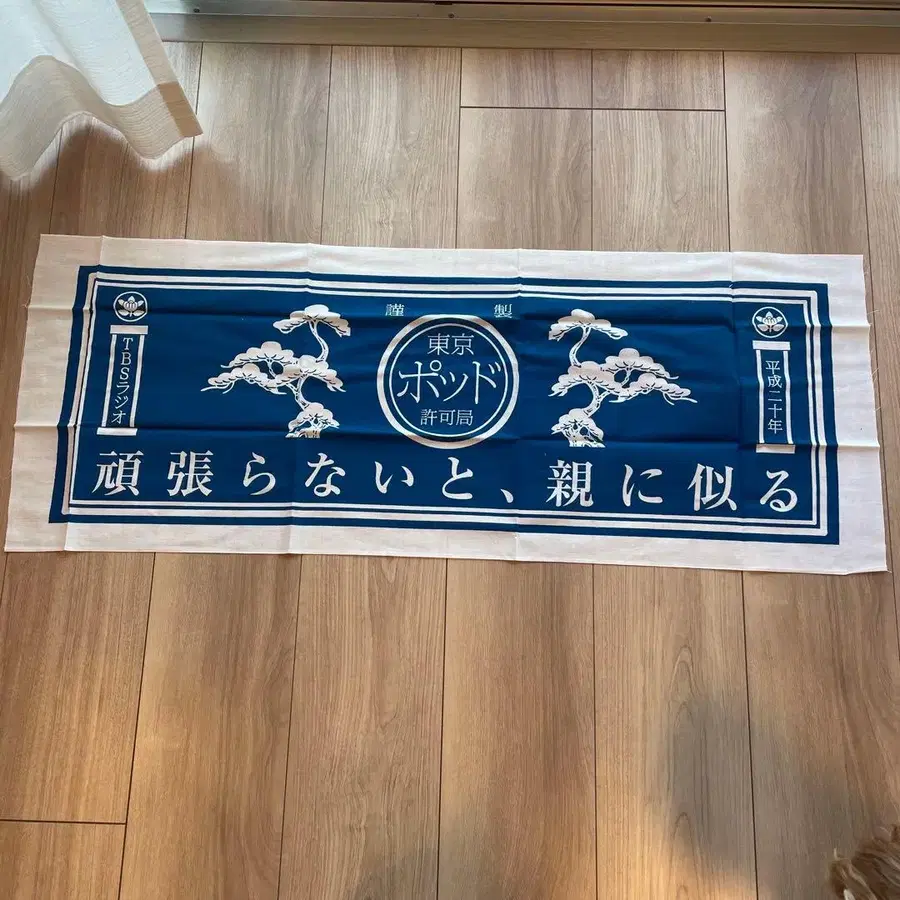 謹製
東京
ポッド
許可局
TBSラジオ
平成二十年
頑張らないと、親に似る